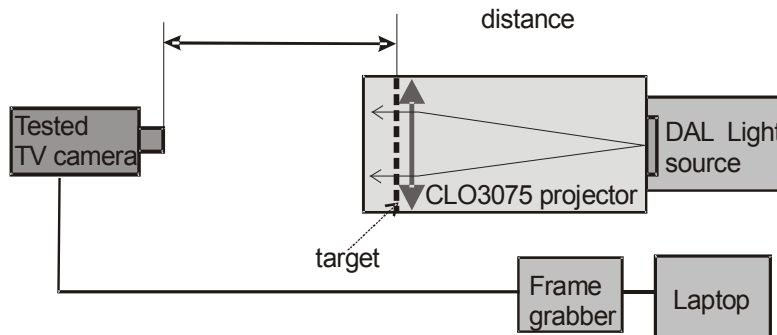 distance
Tested
TV camera
DAL Light
source
CLO3075 projector
target
Frame
grabber
Laptop